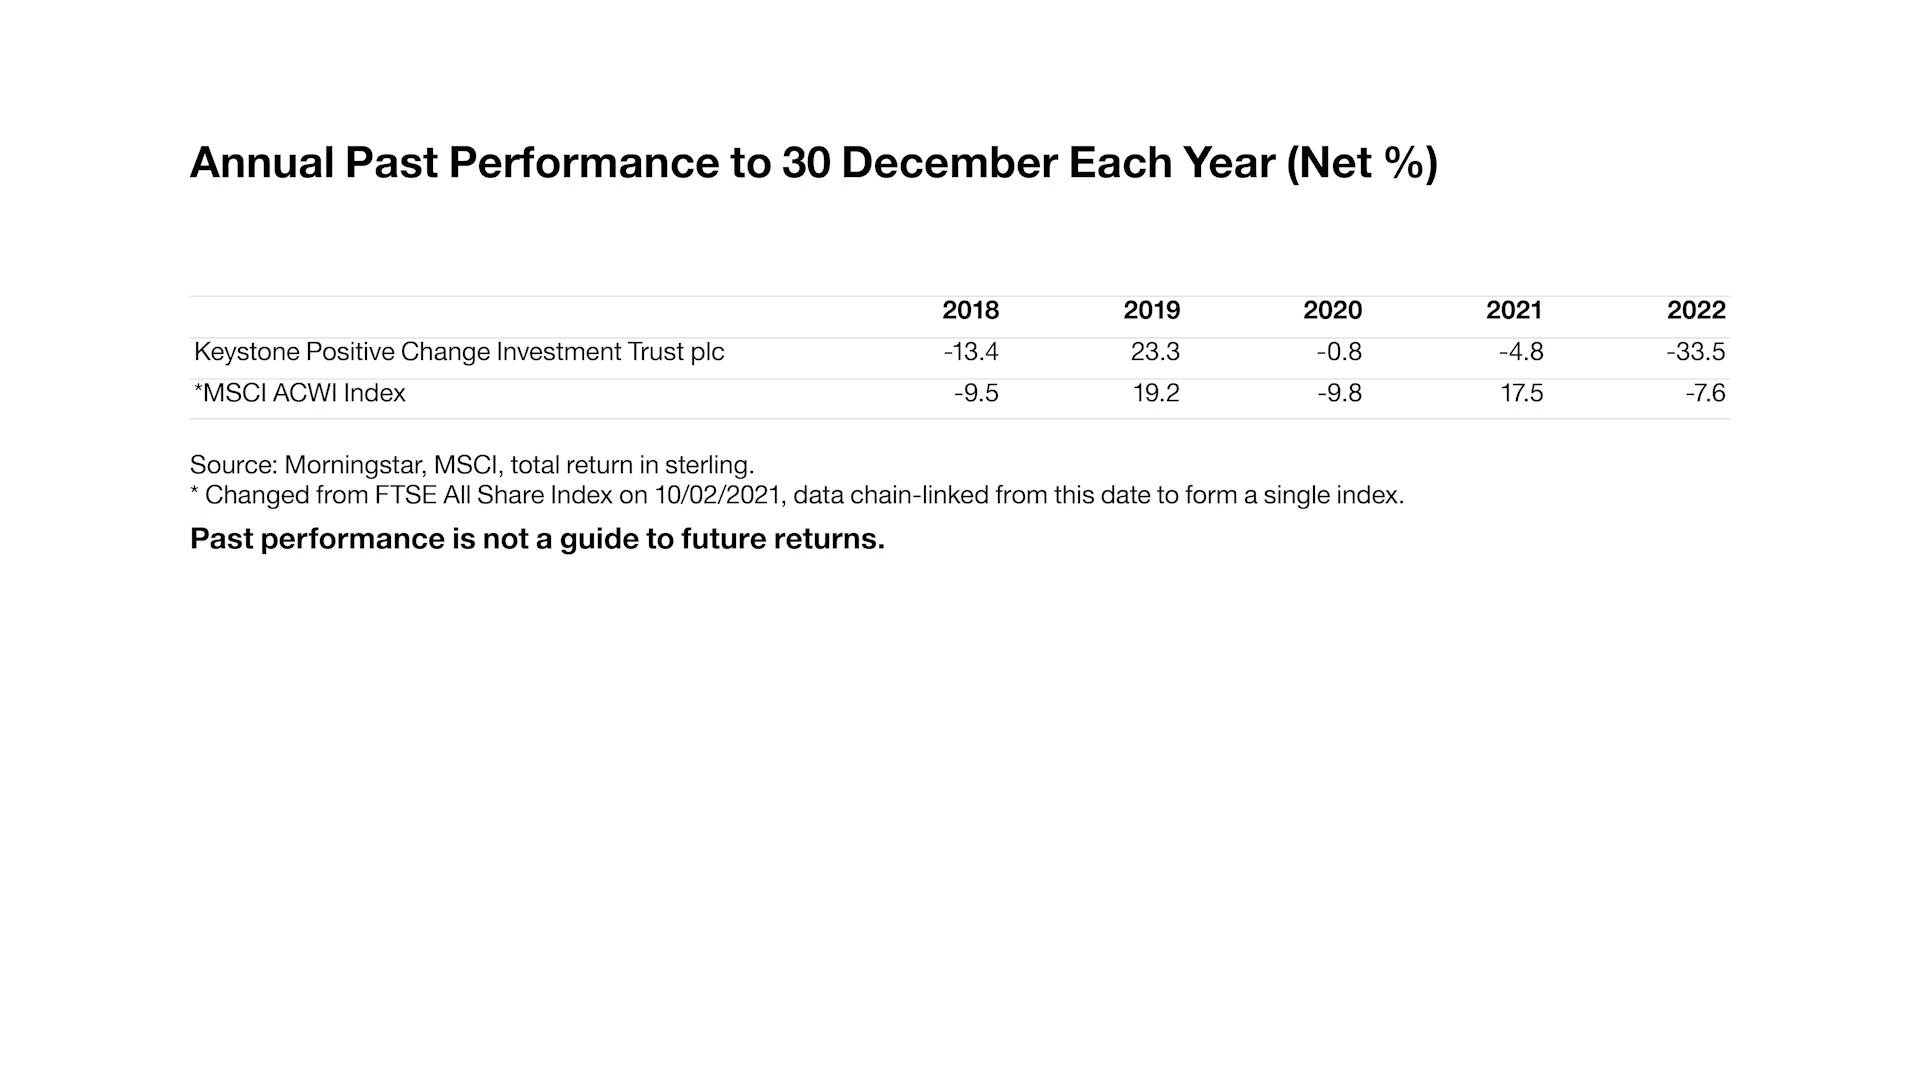 Annual Past Performance to 30 December Each Year (Net %)
2018 2019 2020 2021 2022
Keystone Positive Change Investment Trust plc -13.4 23.3 -0.8 -4.8 -33.5
*MSCI ACWI Index -9.5 19.2 -9.8 17.5 -7.6
Source: Morningstar, MSCI, total return in sterling.
* Changed from FTSE All Share Index on 10/02/2021, data chain-linked from this date to form a single index.
Past performance is not a guide to future returns.